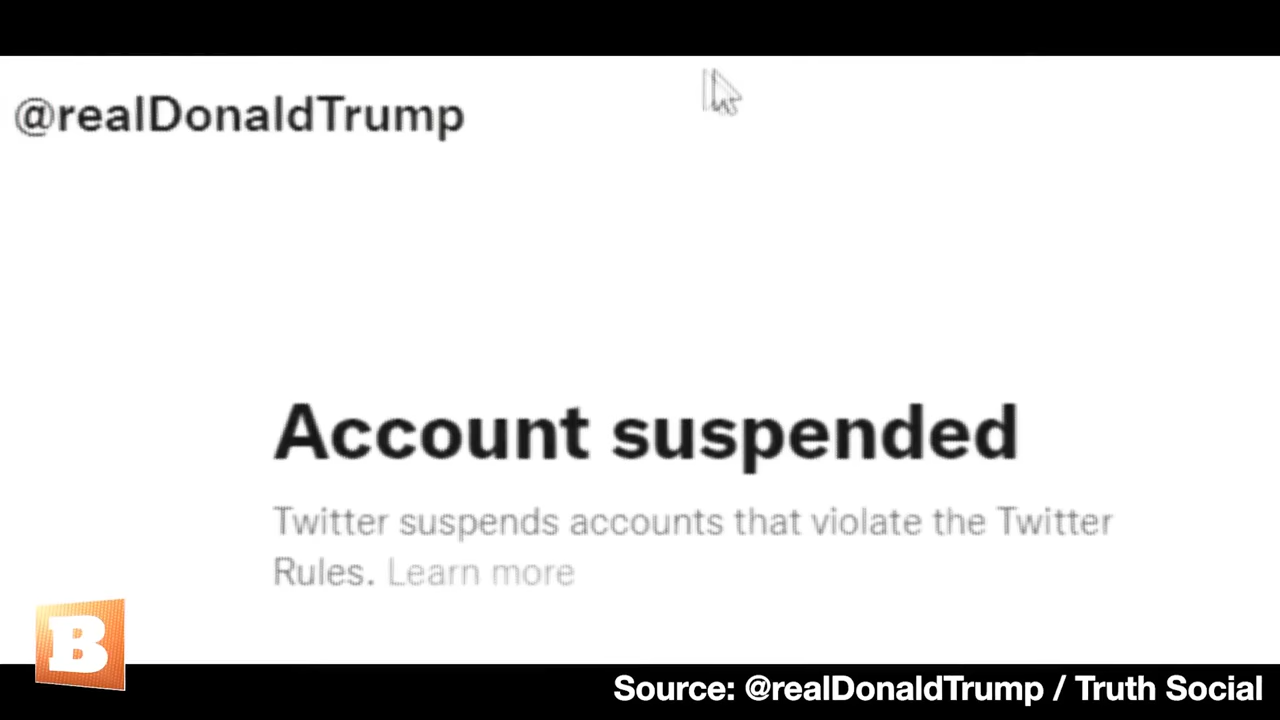 @realDonaldTrump
Account suspended
Twitter suspends accounts that violate the Twitter
Rules. Learn more
B
Source: @realDonaldTrump / Truth Social